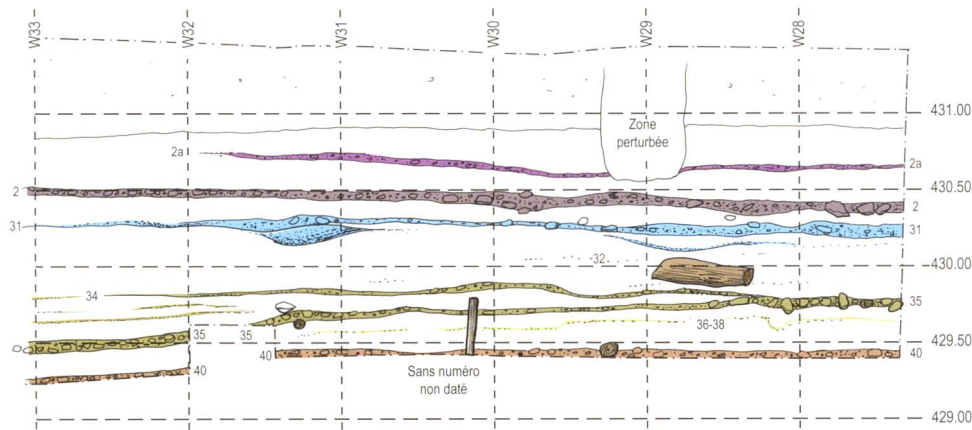 W33 W32 W31 W30 W29 W28
431.00
Zone
perturbée
2a 2a
430.50
2 2
31 31
32
430.00
34
35
36-38
35 35
429.50
40 40
40
Sans numéro
non daté
429.00